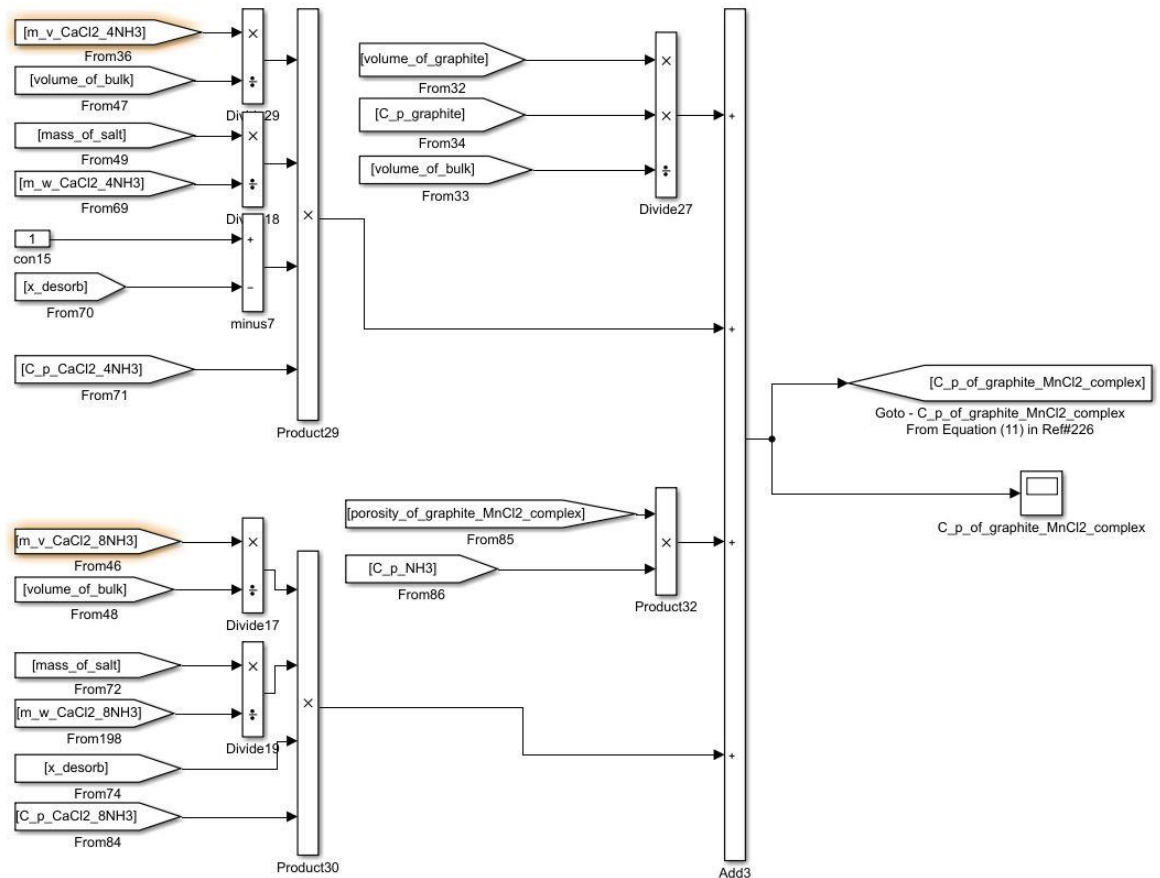 [m_v_CaCl2_4NH3]
From36
[volume_of_bulk]
From47
×
÷
Divide29
[mass_of_salt]
From49
[m_w_CaCl2_4NH3]
From69
×
÷
Divide18
1
con15
[x_desorb]
From70
+
−
minus7
[C_p_CaCl2_4NH3]
From71
×
Product29
[volume_of_graphite]
From32
[C_p_graphite]
From34
[volume_of_bulk]
From33
×
×
÷
Divide27
[m_v_CaCl2_8NH3]
From46
[volume_of_bulk]
From48
×
÷
Divide17
[mass_of_salt]
From72
[m_w_CaCl2_8NH3]
From198
×
÷
Divide19
[x_desorb]
From74
[C_p_CaCl2_8NH3]
From84
×
Product30
[porosity_of_graphite_MnCl2_complex]
From85
[C_p_NH3]
From86
×
Product32
+
+
+
+
Add3
[C_p_of_graphite_MnCl2_complex]
Goto - C_p_of_graphite_MnCl2_complex
From Equation (11) in Ref#226
C_p_of_graphite_MnCl2_complex